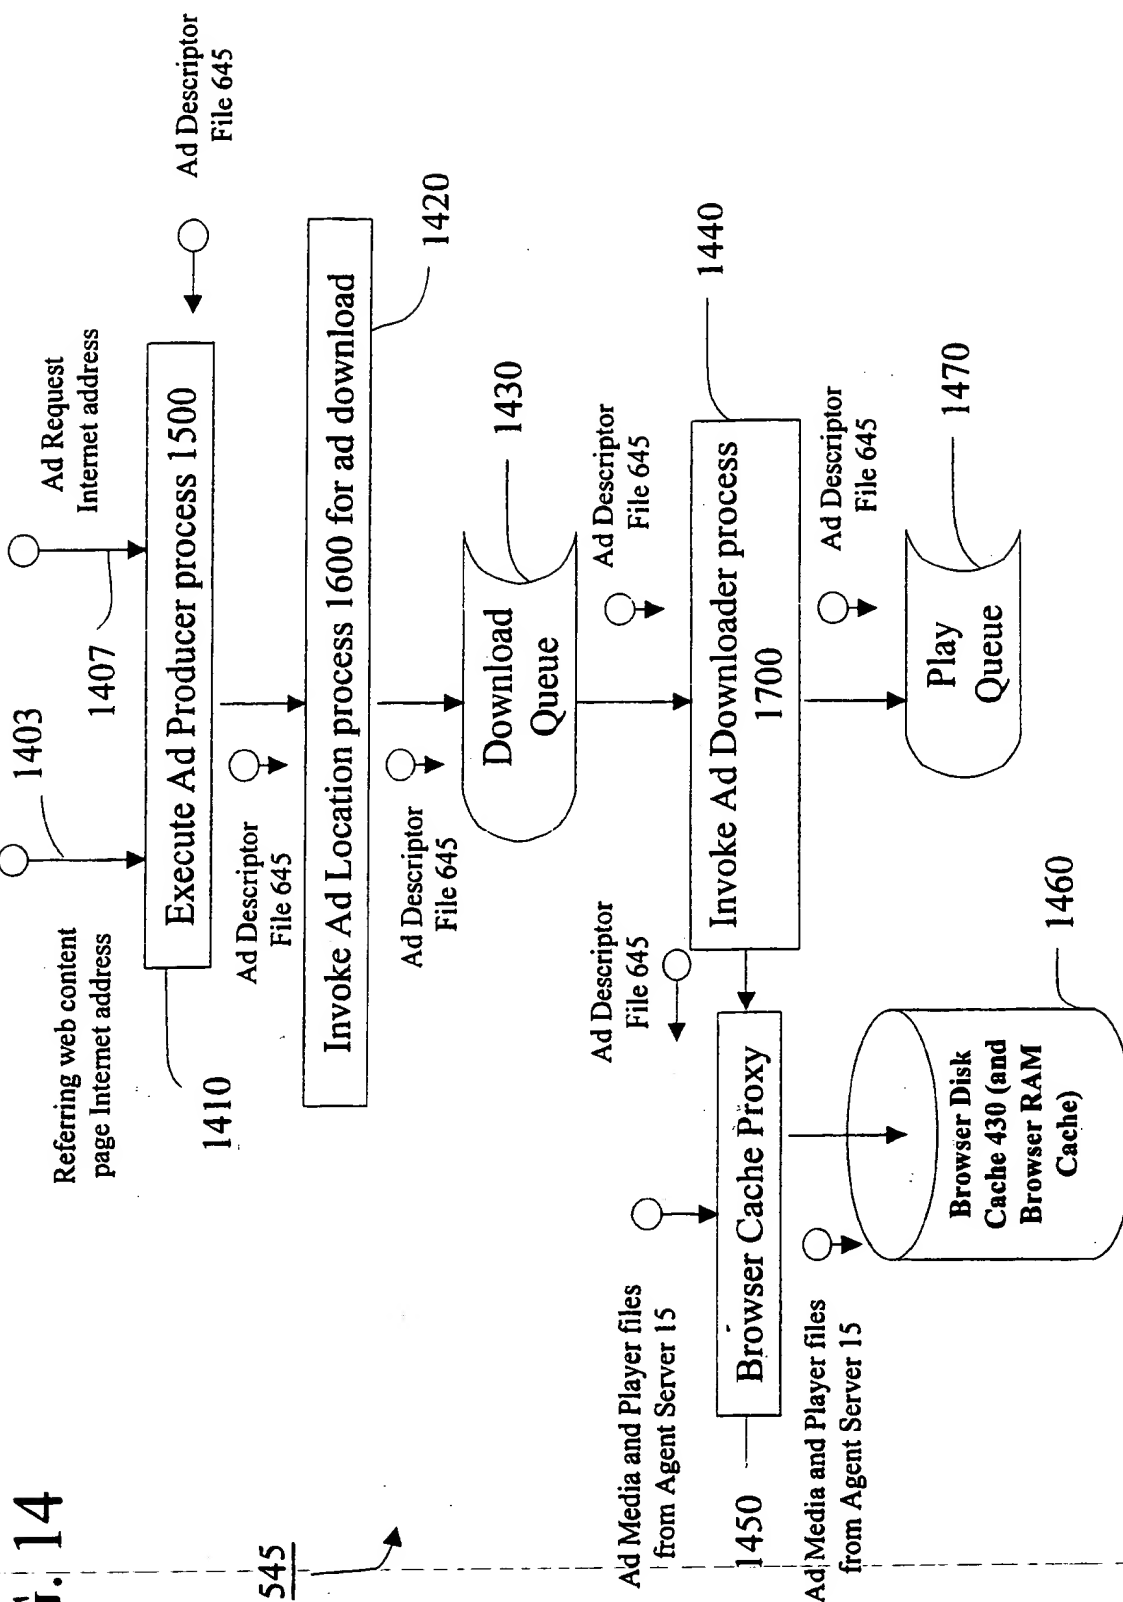 14
545
Referring web content
page Internet address
1403
1407
Ad Request
Internet address
Ad Descriptor
File 645
1410
Execute Ad Producer process 1500
Ad Descriptor
File 645
Invoke Ad Location process 1600 for ad download
1420
Ad Descriptor
File 645
Download
Queue
1430
Ad Descriptor
File 645
Ad Descriptor
File 645
Invoke Ad Downloader process
1700
1440
Ad Media and Player files
from Agent Server 15
1450
Browser Cache Proxy
Ad Descriptor
File 645
Play
Queue
1470
Ad Media and Player files
from Agent Server 15
Browser Disk
Cache 430 (and
Browser RAM
Cache)
1460